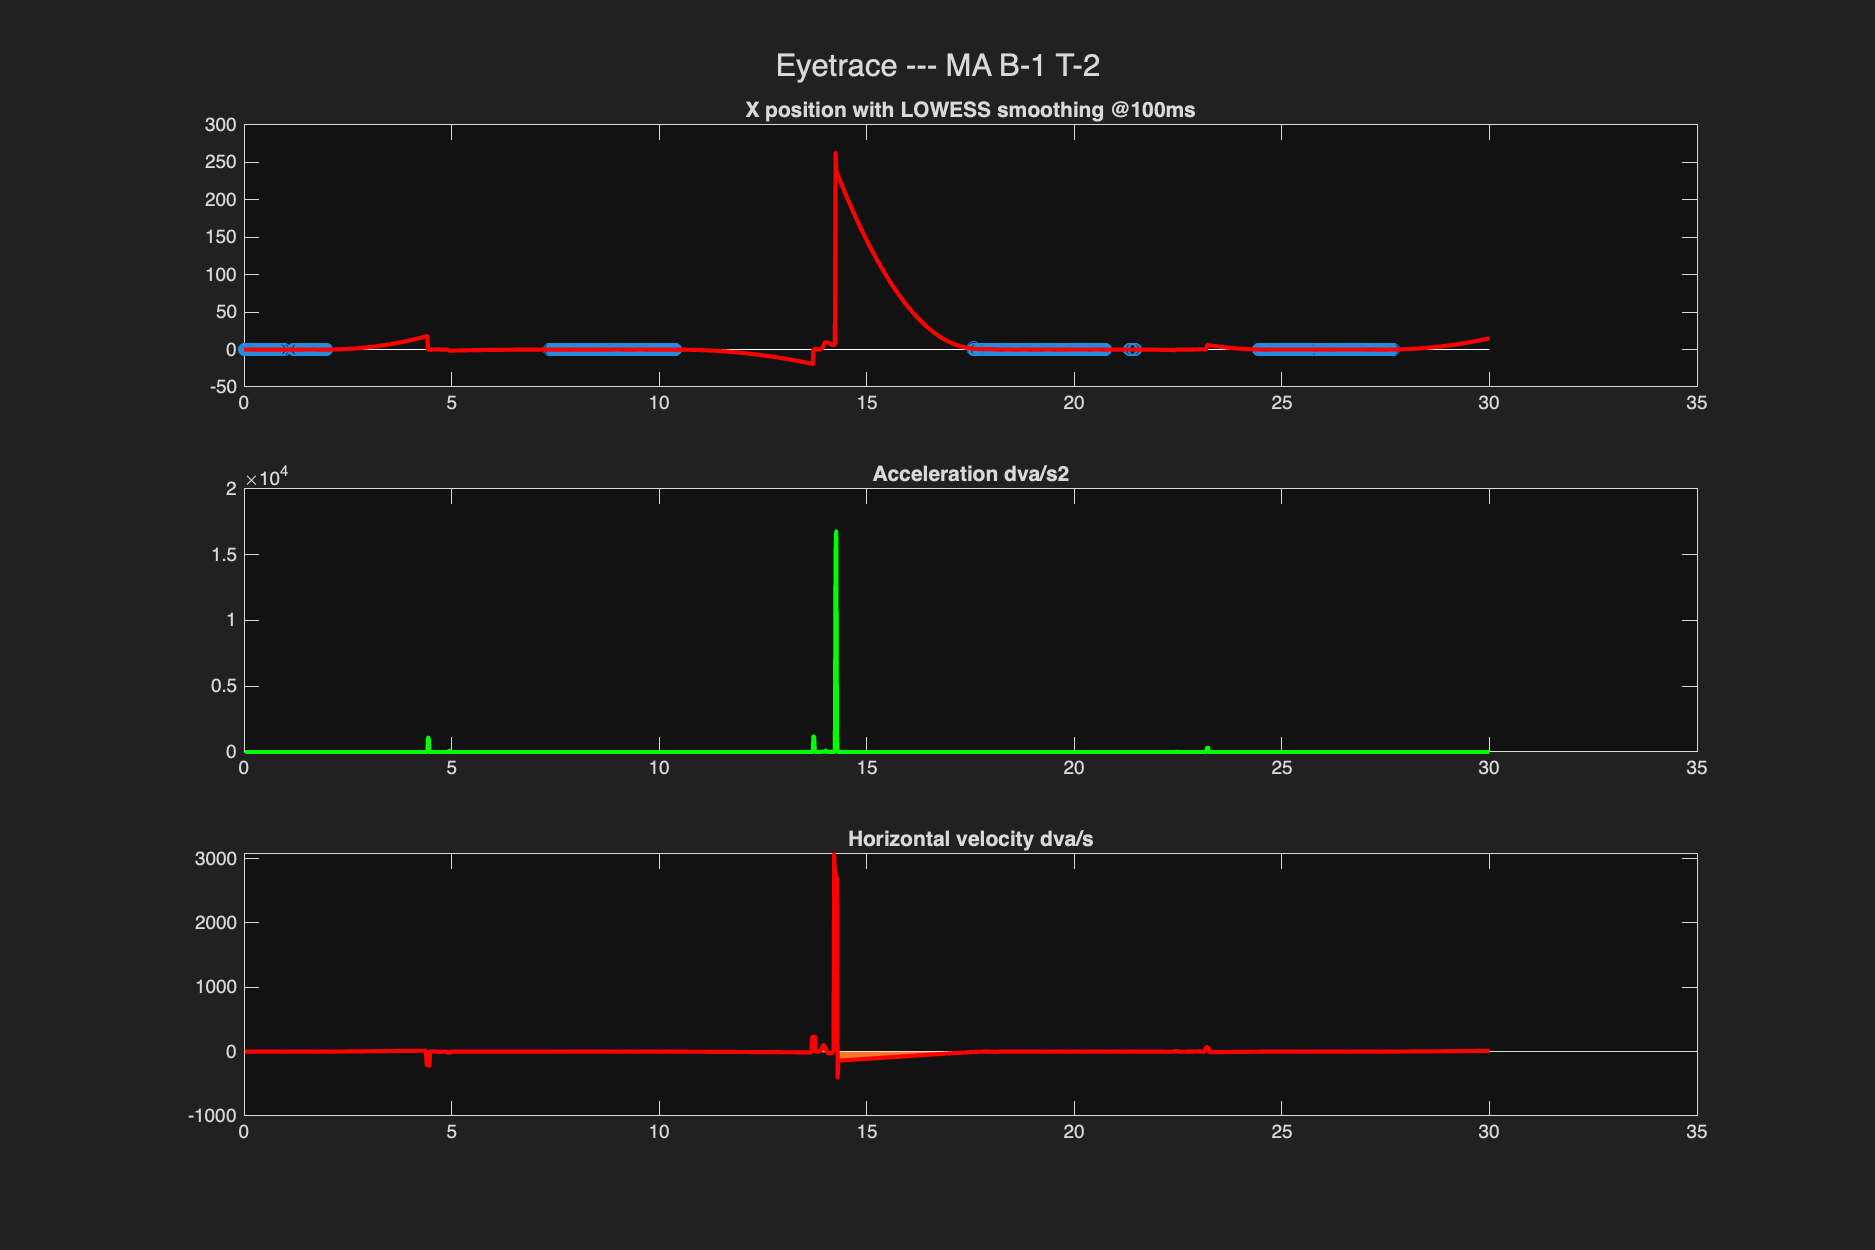 Eyetrace --- MA B-1 T-2
X position with LOWESS smoothing @100ms
300
250
200
150
100
50
0
-50
0 5 10 15 20 25 30 35
Acceleration dva/s2
×10⁴
2
1.5
1
0.5
0
0 5 10 15 20 25 30 35
Horizontal velocity dva/s
3000
2000
1000
0
-1000
0 5 10 15 20 25 30 35